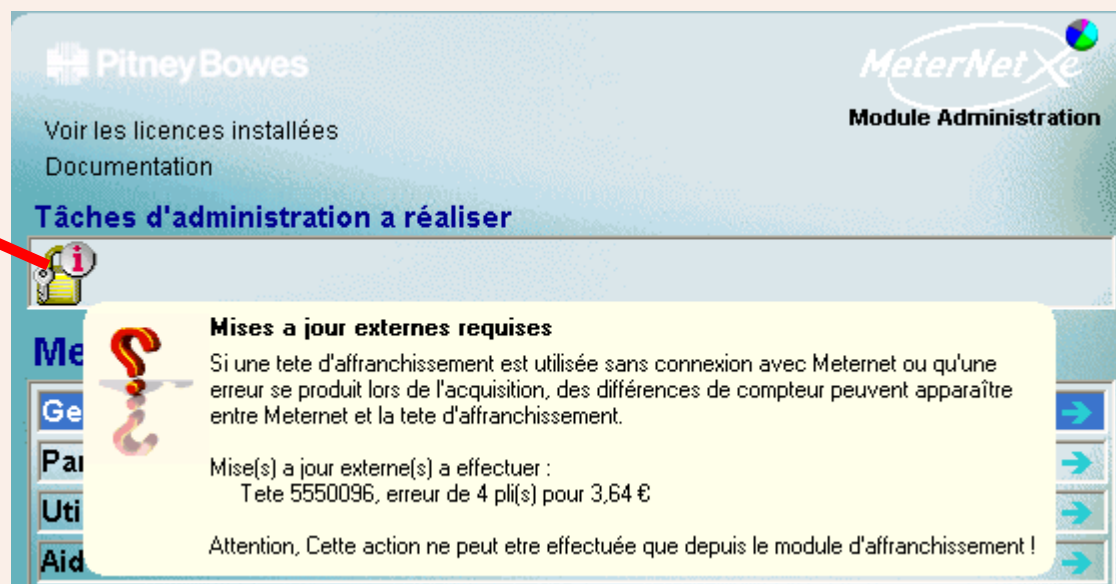 Pitney Bowes
MeterNet Xe
Module Administration
Voir les licences installées
Documentation
Tâches d'administration a réaliser
Mises a jour externes requises
Si une tete d'affranchissement est utilisée sans connexion avec Meternet ou qu'une
erreur se produit lors de l'acquisition, des différences de compteur peuvent apparaître
entre Meternet et la tete d'affranchissement.
Mise(s) a jour externe(s) a effectuer :
Tete 5550096, erreur de 4 pli(s) pour 3,64 €
Attention, Cette action ne peut etre effectuée que depuis le module d'affranchissement !
Me
Ge
Par
Uti
Aid